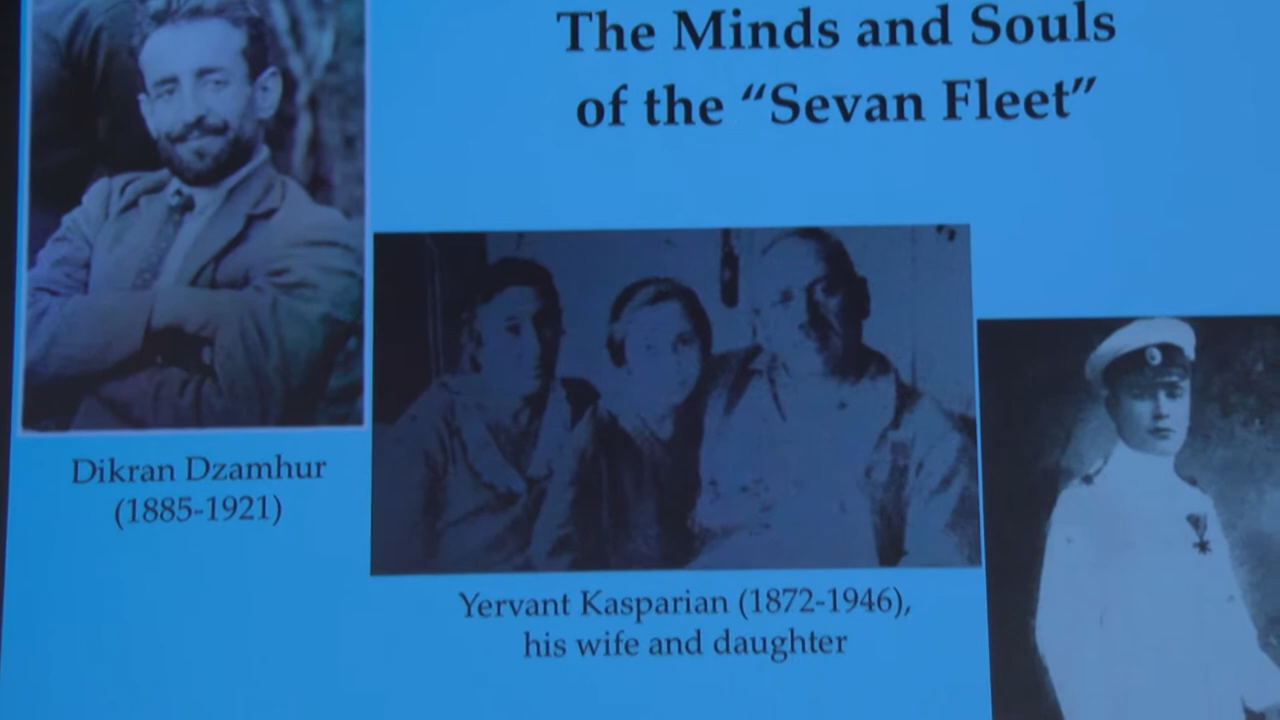 The Minds and Souls
of the “Sevan Fleet”
Dikran Dzamhur
(1885-1921)
Yervant Kasparian (1872-1946),
his wife and daughter